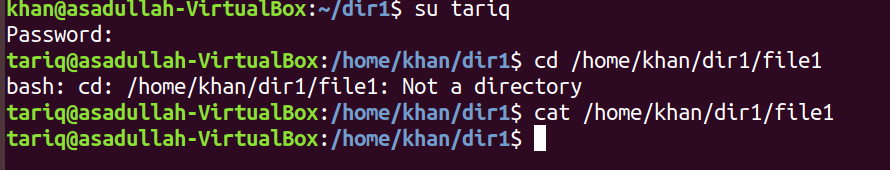 khan@asadullah-VirtualBox:~/dir1$ su tariq
Password:
tariq@asadullah-VirtualBox:/home/khan/dir1$ cd /home/khan/dir1/file1
bash: cd: /home/khan/dir1/file1: Not a directory
tariq@asadullah-VirtualBox:/home/khan/dir1$ cat /home/khan/dir1/file1
tariq@asadullah-VirtualBox:/home/khan/dir1$